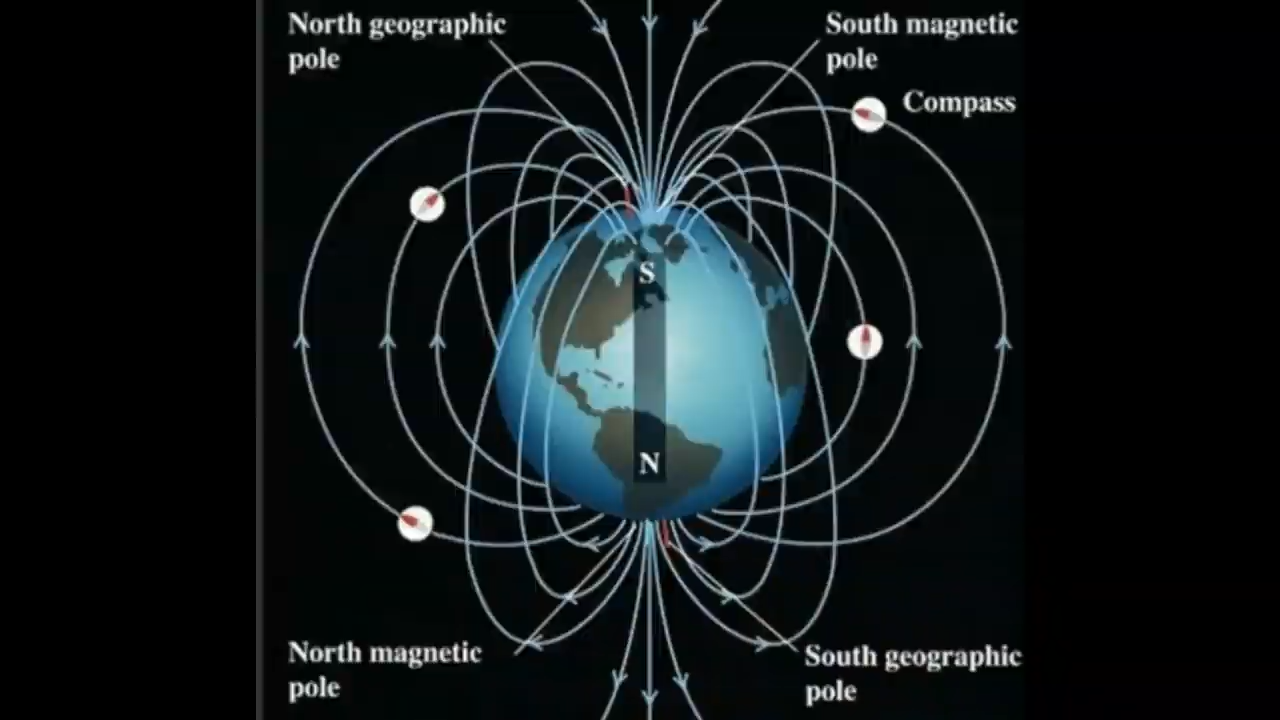 North geographic
pole
South magnetic
pole
Compass
S
N
North magnetic
pole
South geographic
pole